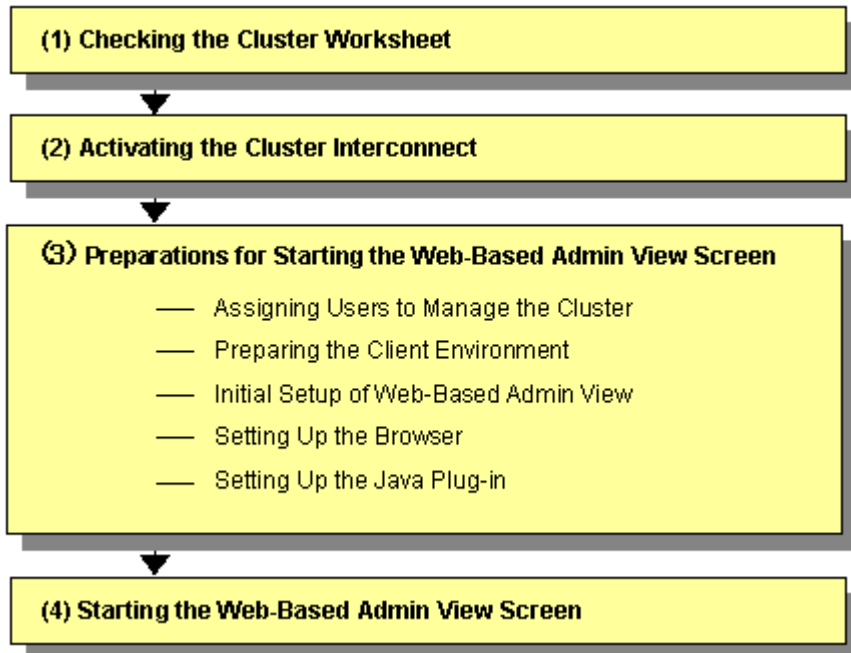 (1) Checking the Cluster Worksheet
(2) Activating the Cluster Interconnect
(3) Preparations for Starting the Web-Based Admin View Screen
Assigning Users to Manage the Cluster
Preparing the Client Environment
Initial Setup of Web-Based Admin View
Setting Up the Browser
Setting Up the Java Plug-in
(4) Starting the Web-Based Admin View Screen